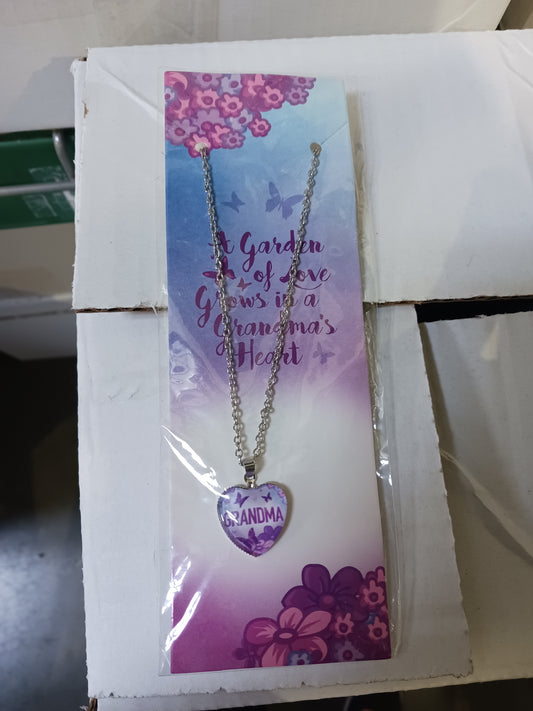 A Garden
of Love
Grows in a
Grandma's
Heart
GRANDMA